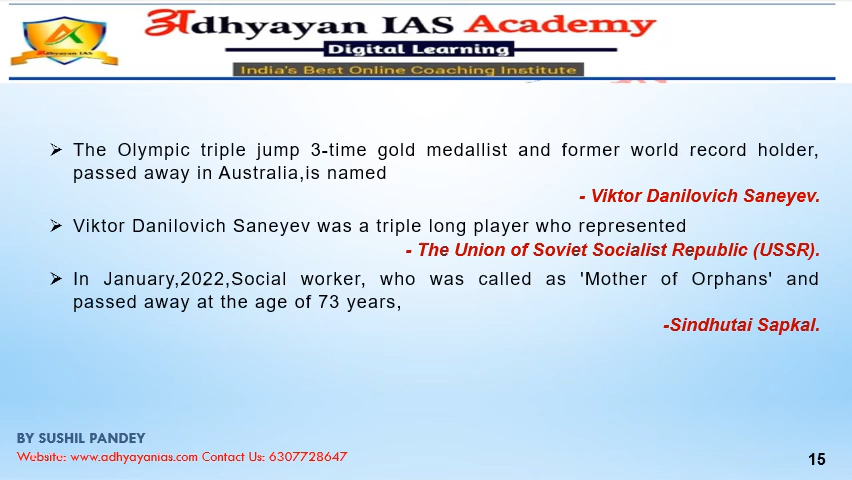 अdhyayan IAS Academy
Adhyayan IAS
Digital Learning
India's Best Online Coaching Institute
➢ The Olympic triple jump 3-time gold medallist and former world record holder,
passed away in Australia,is named
- Viktor Danilovich Saneyev.
➢ Viktor Danilovich Saneyev was a triple long player who represented
- The Union of Soviet Socialist Republic (USSR).
➢ In January,2022,Social worker, who was called as 'Mother of Orphans' and
passed away at the age of 73 years,
-Sindhutai Sapkal.
BY SUSHIL PANDEY
Website: www.adhyayanias.com Contact Us: 6307728647
15